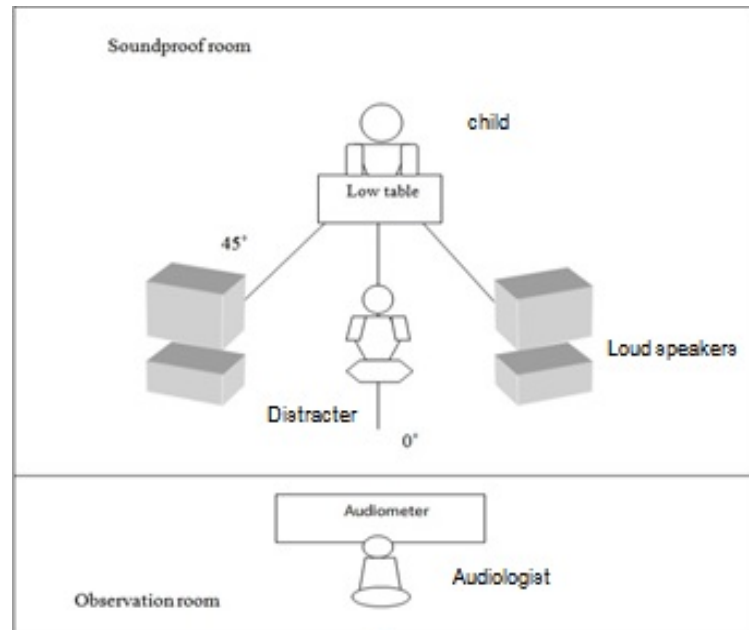 Soundproof room
child
Low table
45°
Loud speakers
Distracter
0°
Audiometer
Audiologist
Observation room